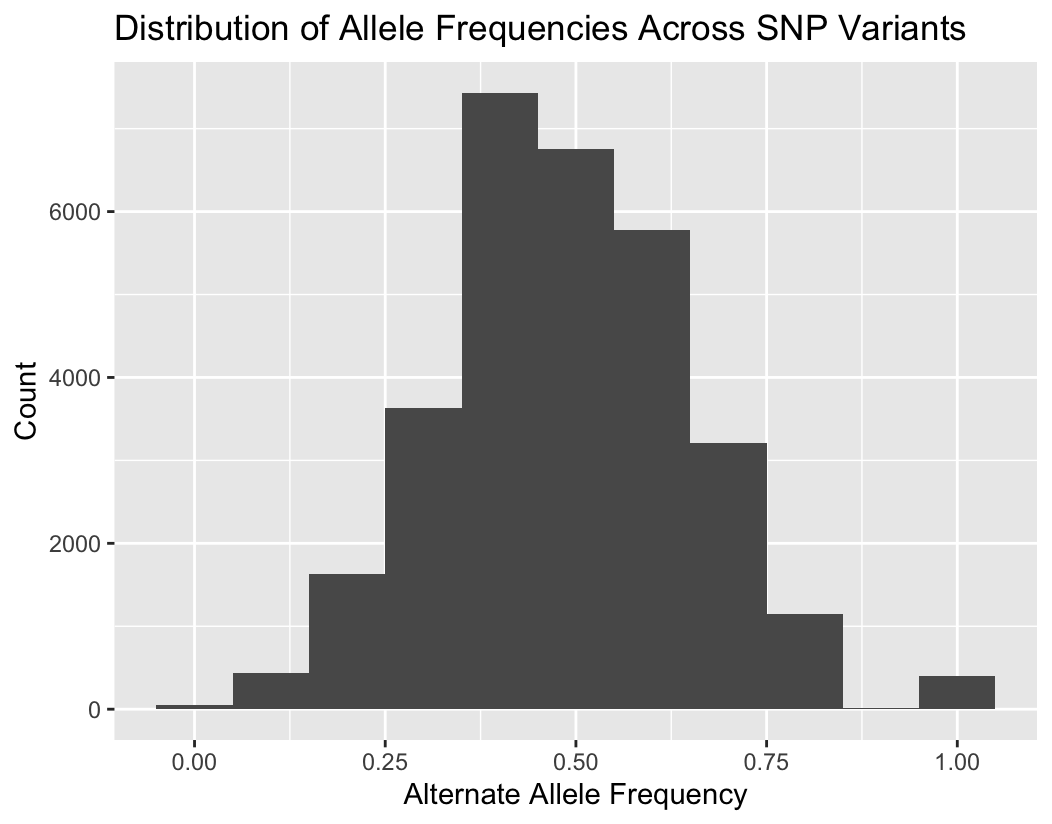 Distribution of Allele Frequencies Across SNP Variants
Count
6000
4000
2000
0
0.00 0.25 0.50 0.75 1.00
Alternate Allele Frequency